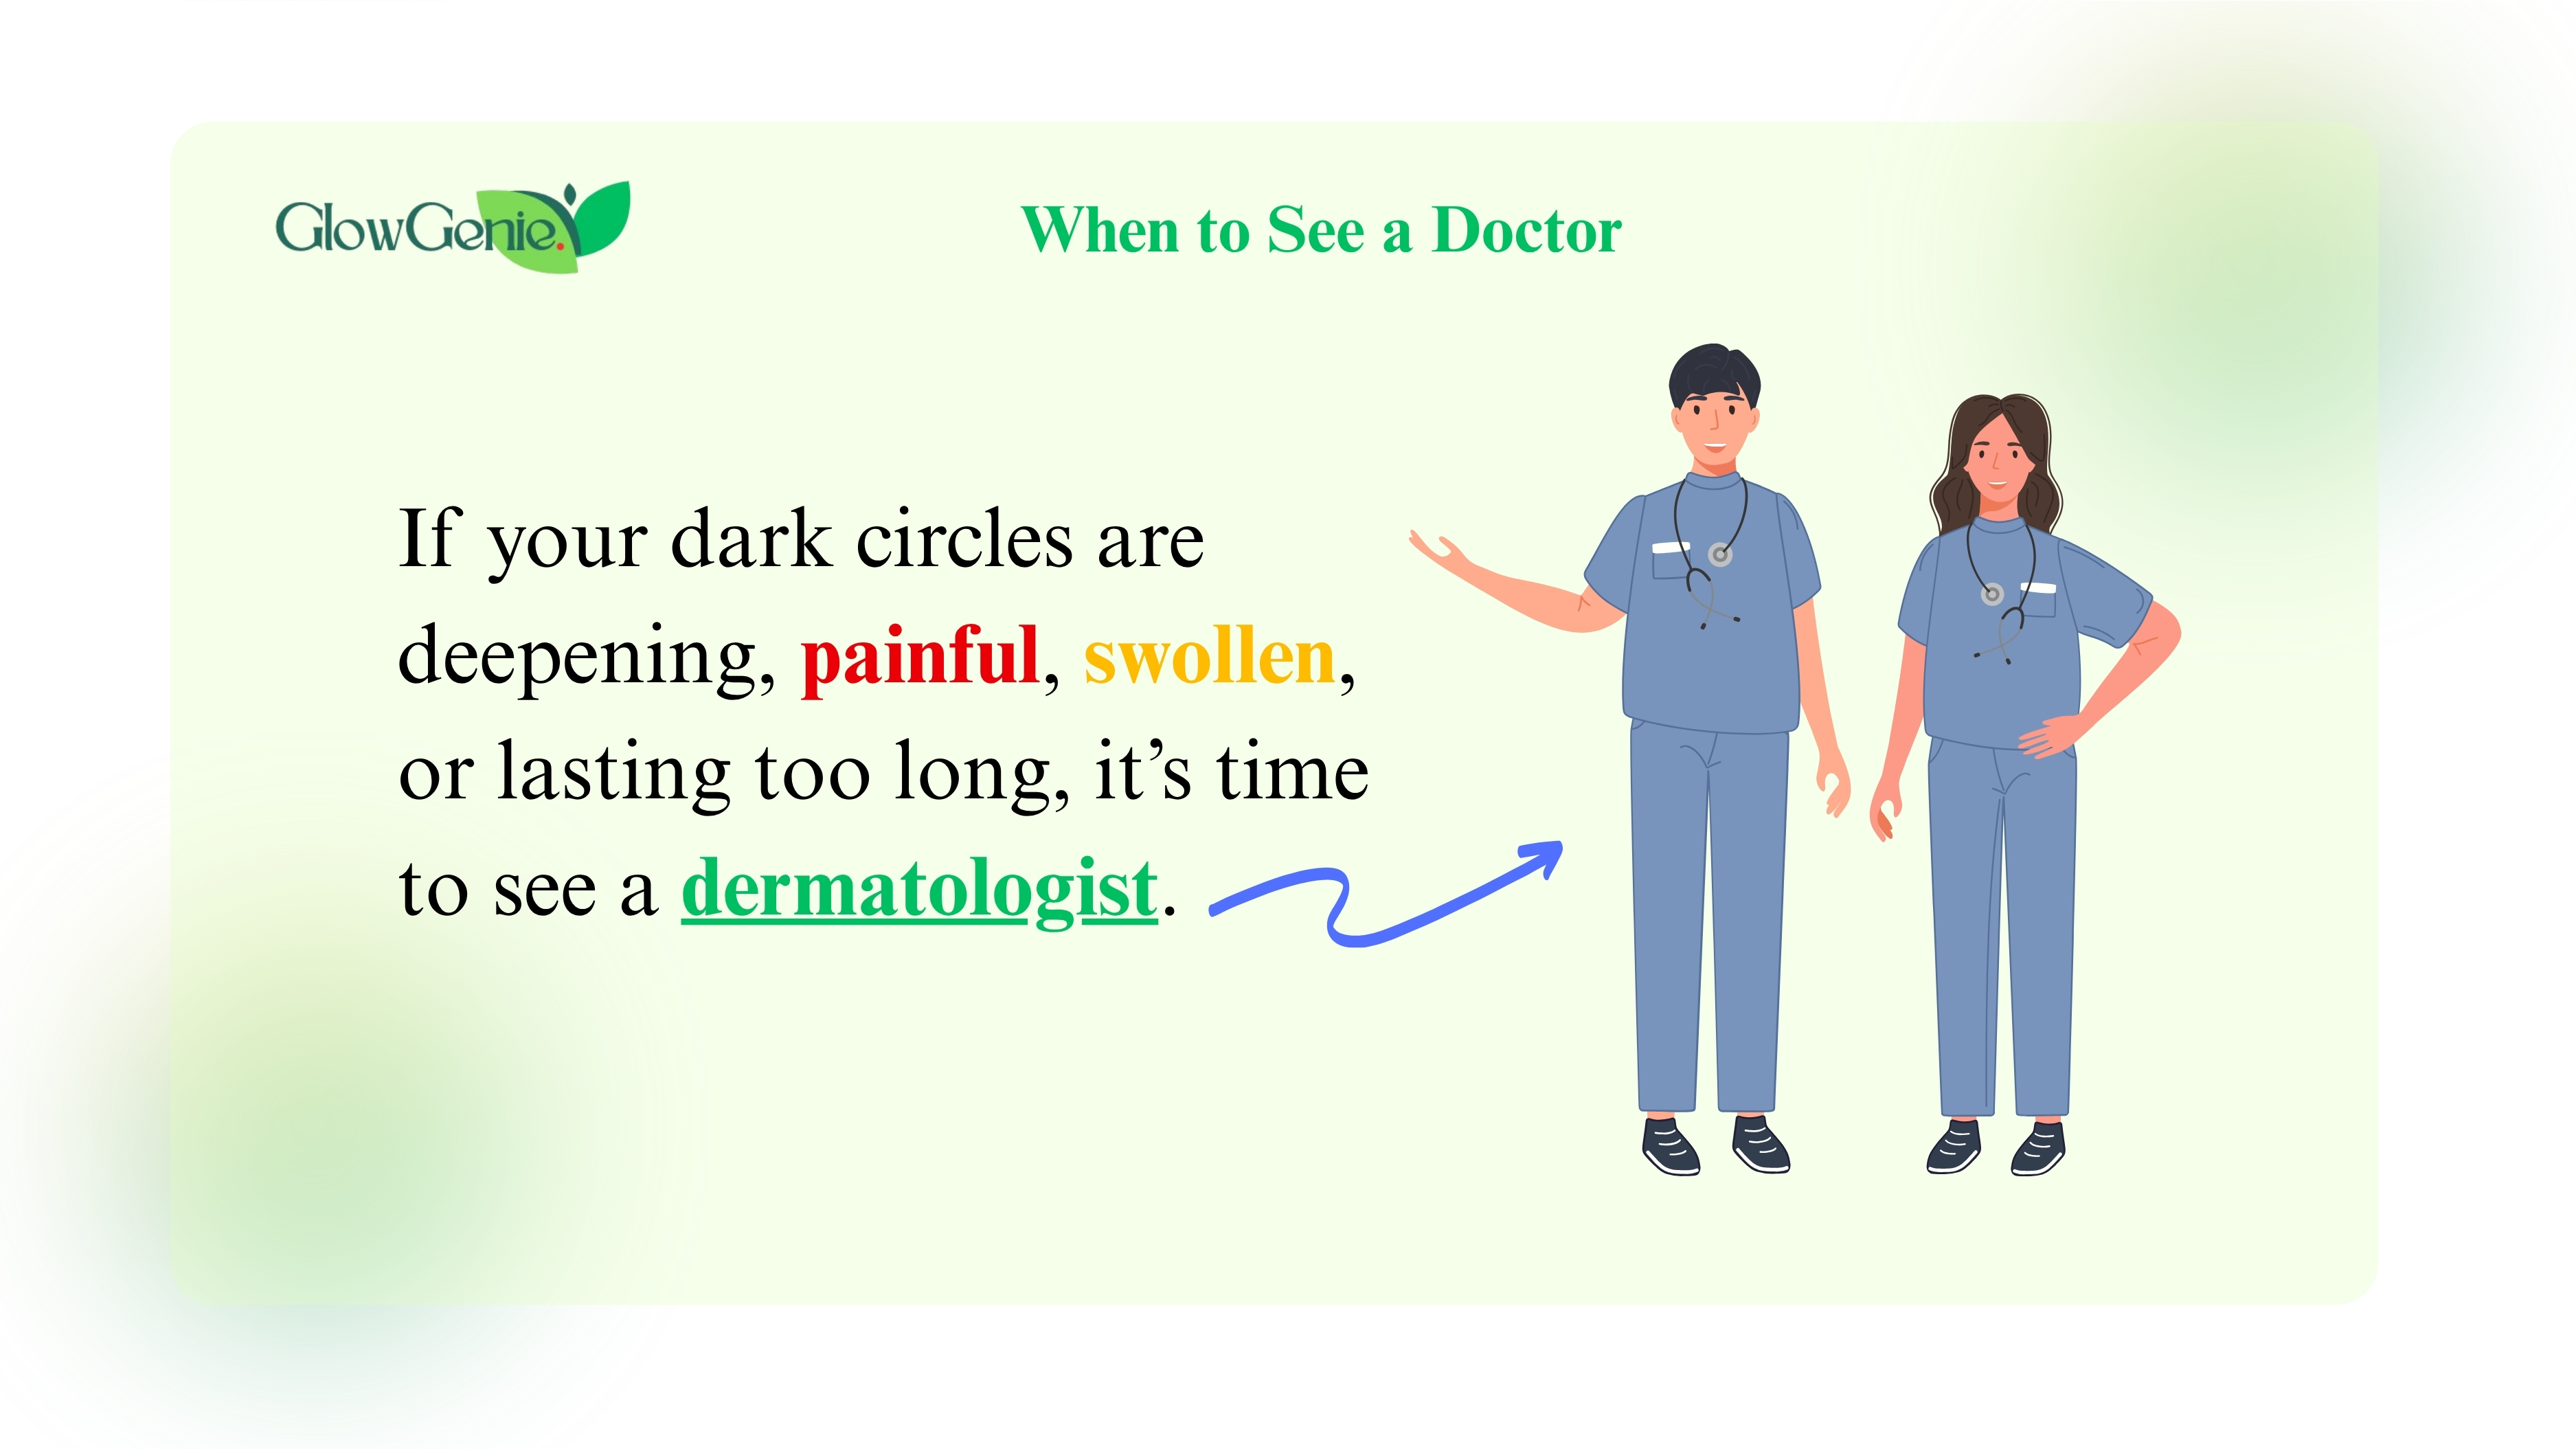 GlowGenie.
When to See a Doctor
If your dark circles are
deepening, painful, swollen,
or lasting too long, it’s time
to see a dermatologist.